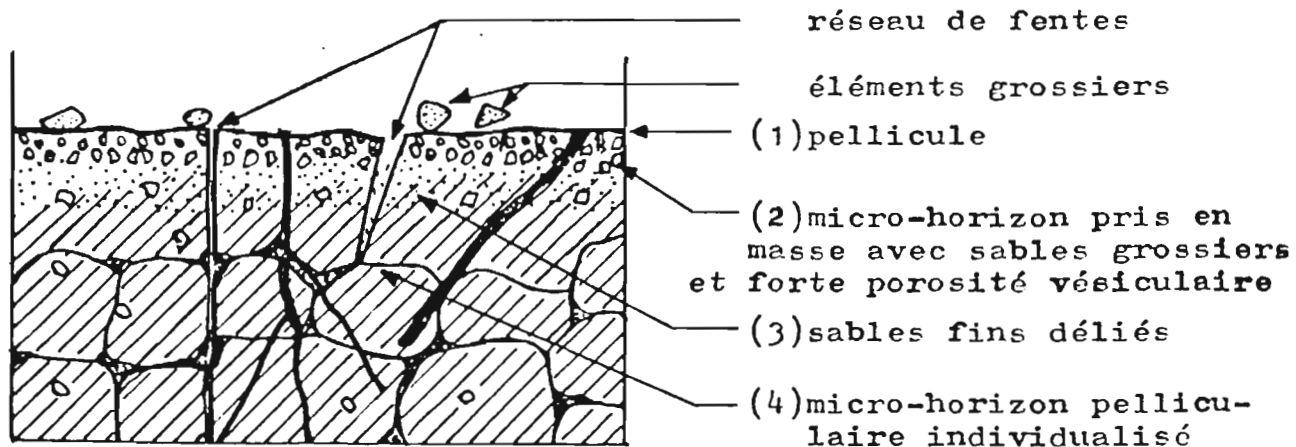 réseau de fentes
éléments grossiers
(1)pellicule
(2)micro-horizon pris en
masse avec sables grossiers
et forte porosité vésiculaire
(3)sables fins déliés
(4)micro-horizon pellicu-
laire individualisé